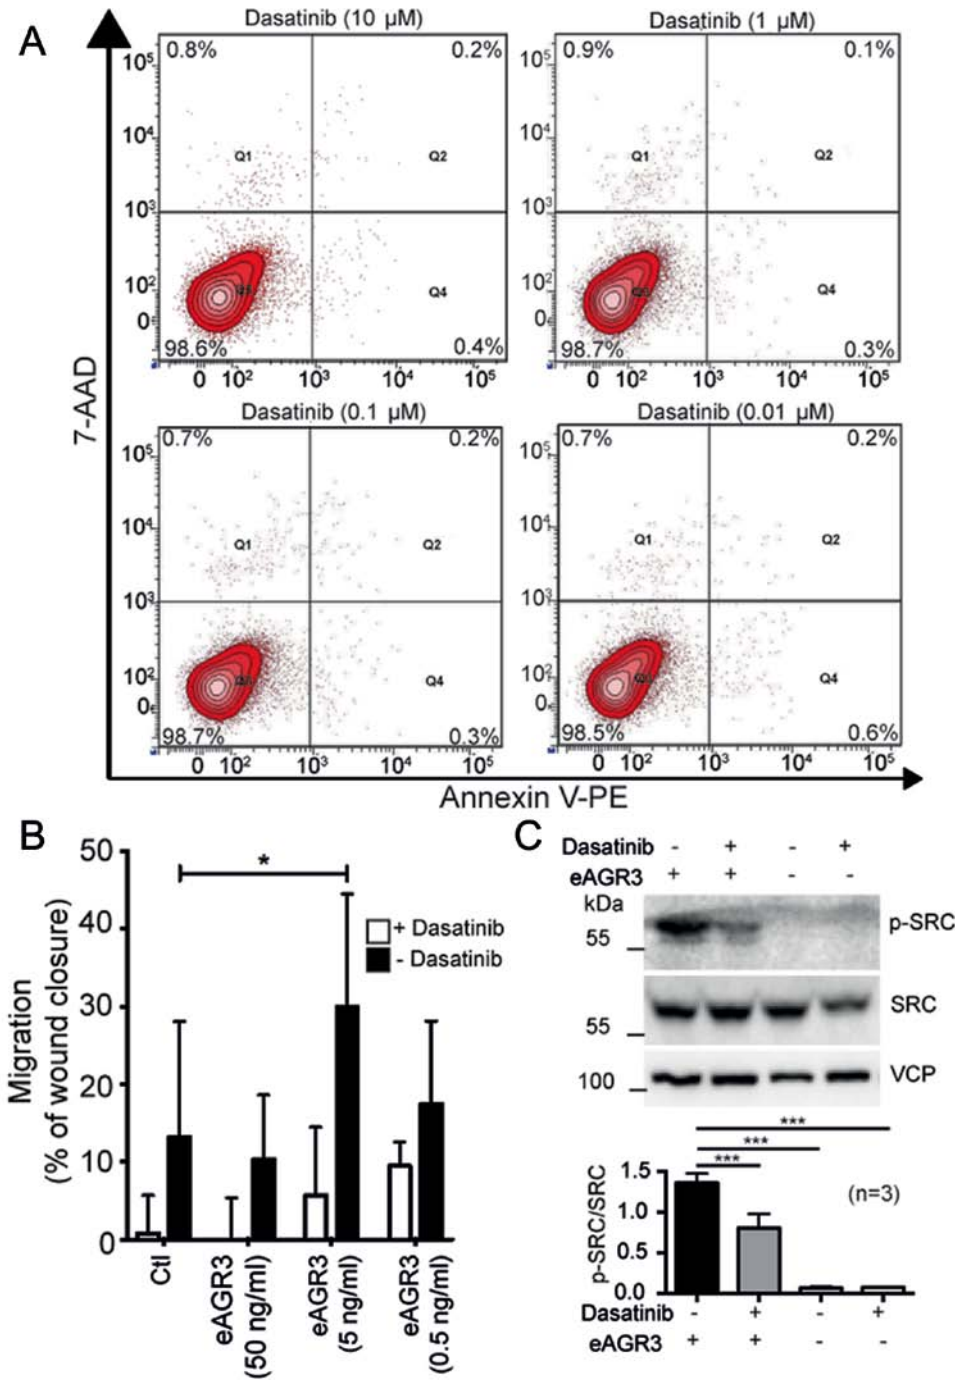 A
Dasatinib (10 µM)
Dasatinib (1 µM)
0.8%
0.2%
0.9%
0.1%
10⁵
10⁵
10⁴
10⁴
Q1
Q2
Q1
Q2
10³
10³
10²
Q4
10²
Q4
0
0
98.6%
0.4%
98.7%
0.3%
0 10² 10³ 10⁴ 10⁵
0 10² 10³ 10⁴ 10⁵
7-AAD
Dasatinib (0.1 µM)
Dasatinib (0.01 µM)
0.7%
0.2%
0.7%
0.2%
10⁵
10⁵
10⁴
10⁴
Q1
Q2
Q1
Q2
10³
10³
10²
Q4
10²
Q4
0
0
98.7%
0.3%
98.5%
0.6%
0 10² 10³ 10⁴ 10⁵
0 10² 10³ 10⁴ 10⁵
Annexin V-PE
B
Migration
(% of wound closure)
50
40
30
20
10
0
*
+ Dasatinib
- Dasatinib
Ctl
eAGR3
(50 ng/ml)
eAGR3
(5 ng/ml)
eAGR3
(0.5 ng/ml)
C
Dasatinib - + - +
eAGR3 + + - -
kDa
55
p-SRC
55
SRC
100
VCP
***
***
***
p-SRC/SRC
1.5
1.0
0.5
0.0
(n=3)
Dasatinib - + - +
eAGR3 + + - -